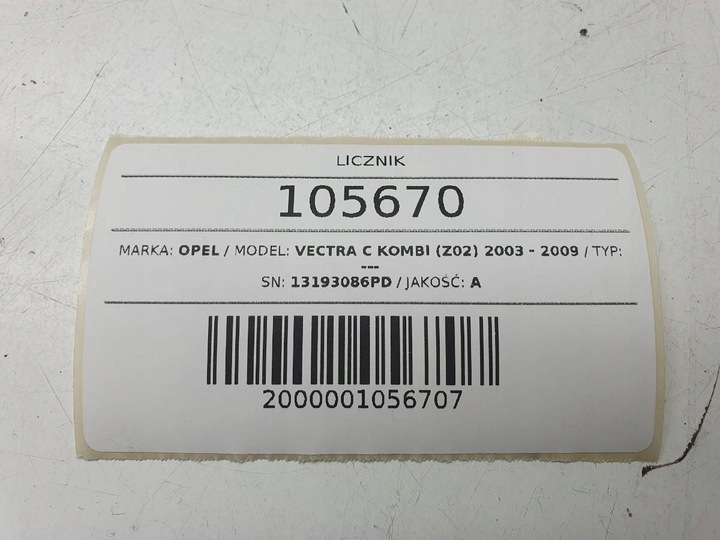 LICZNIK
105670
MARKA: OPEL / MODEL: VECTRA C KOMBI (Z02) 2003 - 2009 / TYP:
---
SN: 13193086PD / JAKOŚĆ: A
2000001056707